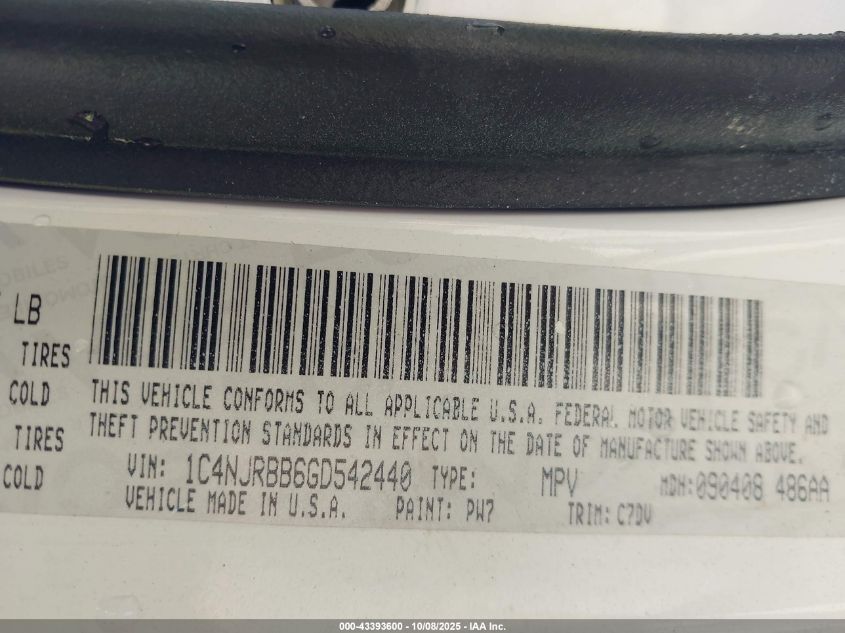 LB
TIRES
COLD
TIRES
COLD
THIS VEHICLE CONFORMS TO ALL APPLICABLE U.S.A. FEDERAL MOTOR VEHICLE SAFETY AND
THEFT PREVENTION STANDARDS IN EFFECT ON THE DATE OF MANUFACTURE SHOWN ABOVE.
VIN: 1C4NJRBB6GD542440 TYPE: MPV MDH:090408 486AA
VEHICLE MADE IN U.S.A. PAINT: PW7 TRIM: C7DV
000-43393600 - 10/08/2025 - IAA Inc.